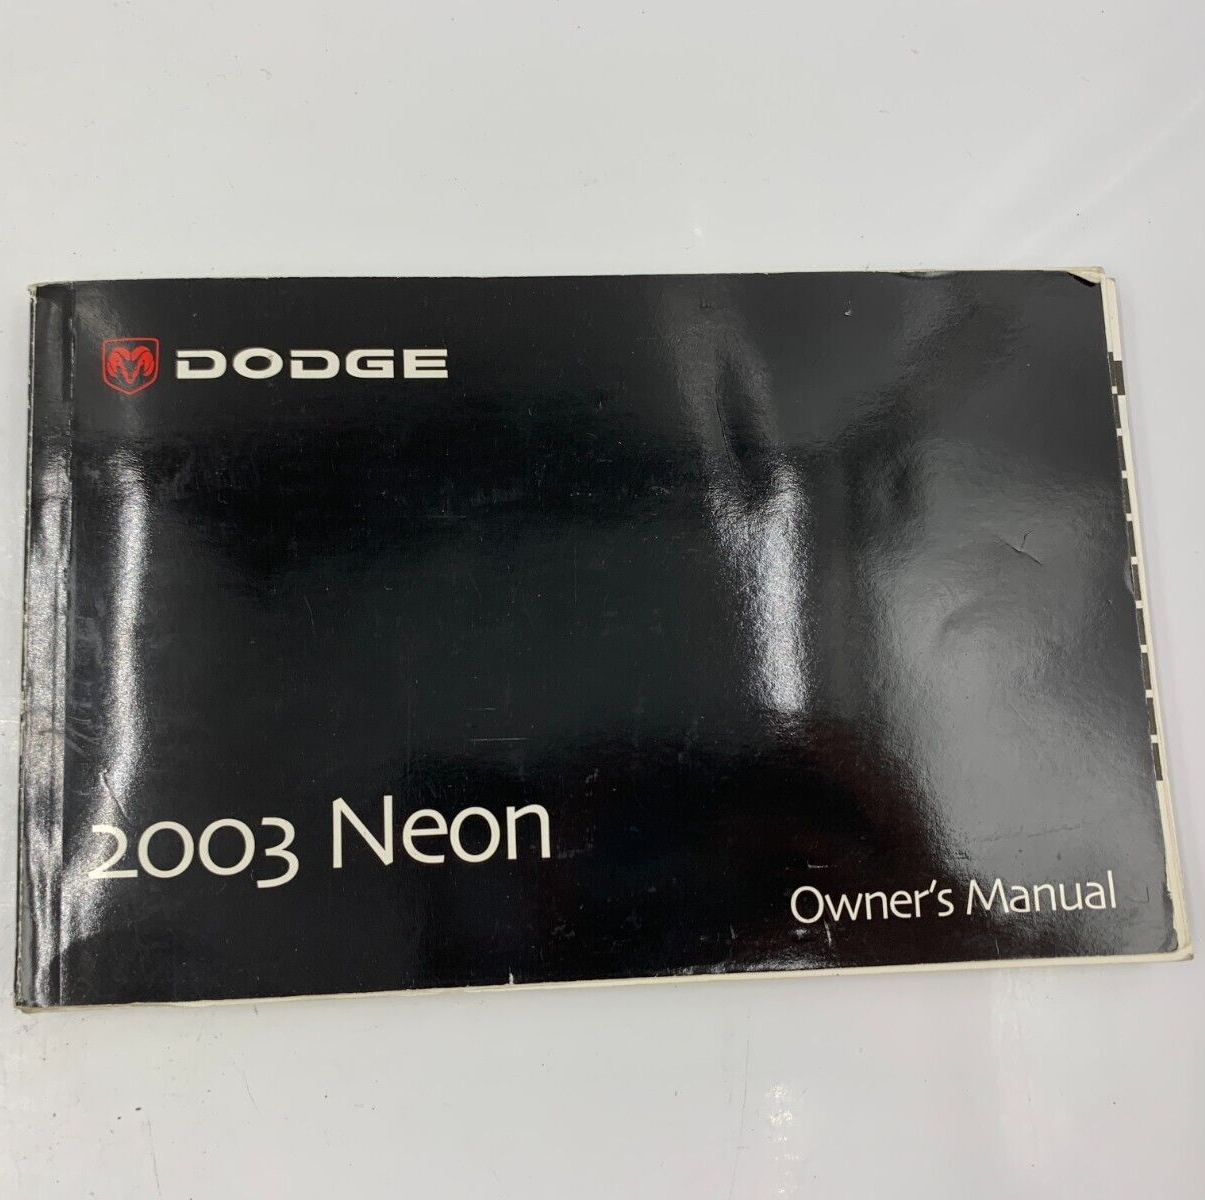 DODGE
2003 Neon
Owner's Manual